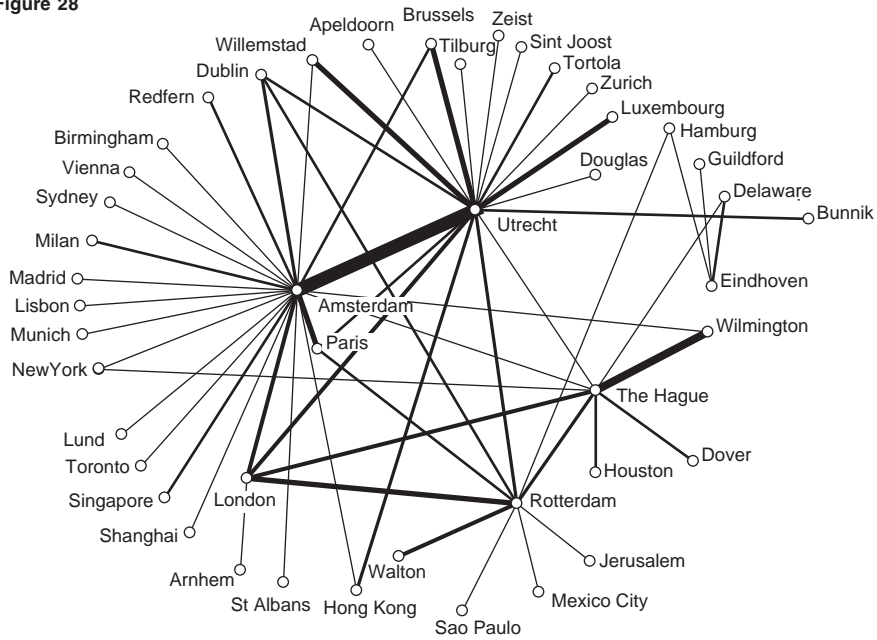 Figure 28
Brussels
Zeist
Apeldoorn
Willemstad
Tilburg
Sint Joost
Dublin
Tortola
Redfern
Zurich
Luxembourg
Hamburg
Birmingham
Douglas
Guildford
Vienna
Delaware
Sydney
Bunnik
Utrecht
Milan
Madrid
Eindhoven
Lisbon
Amsterdam
Munich
Wilmington
Paris
NewYork
The Hague
Lund
Dover
Toronto
Houston
Singapore
London
Rotterdam
Shanghai
Jerusalem
Walton
Arnhem
St Albans
Hong Kong
Mexico City
Sao Paulo